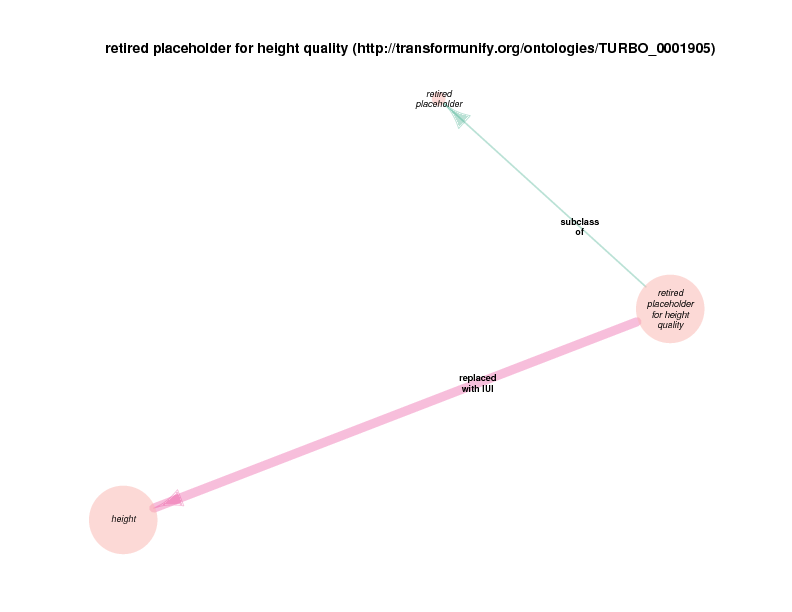 retired placeholder for height quality (http://transformunify.org/ontologies/TURBO_0001905)
retired
placeholder
subclass
of
retired
placeholder
for height
quality
replaced
with IUI
height